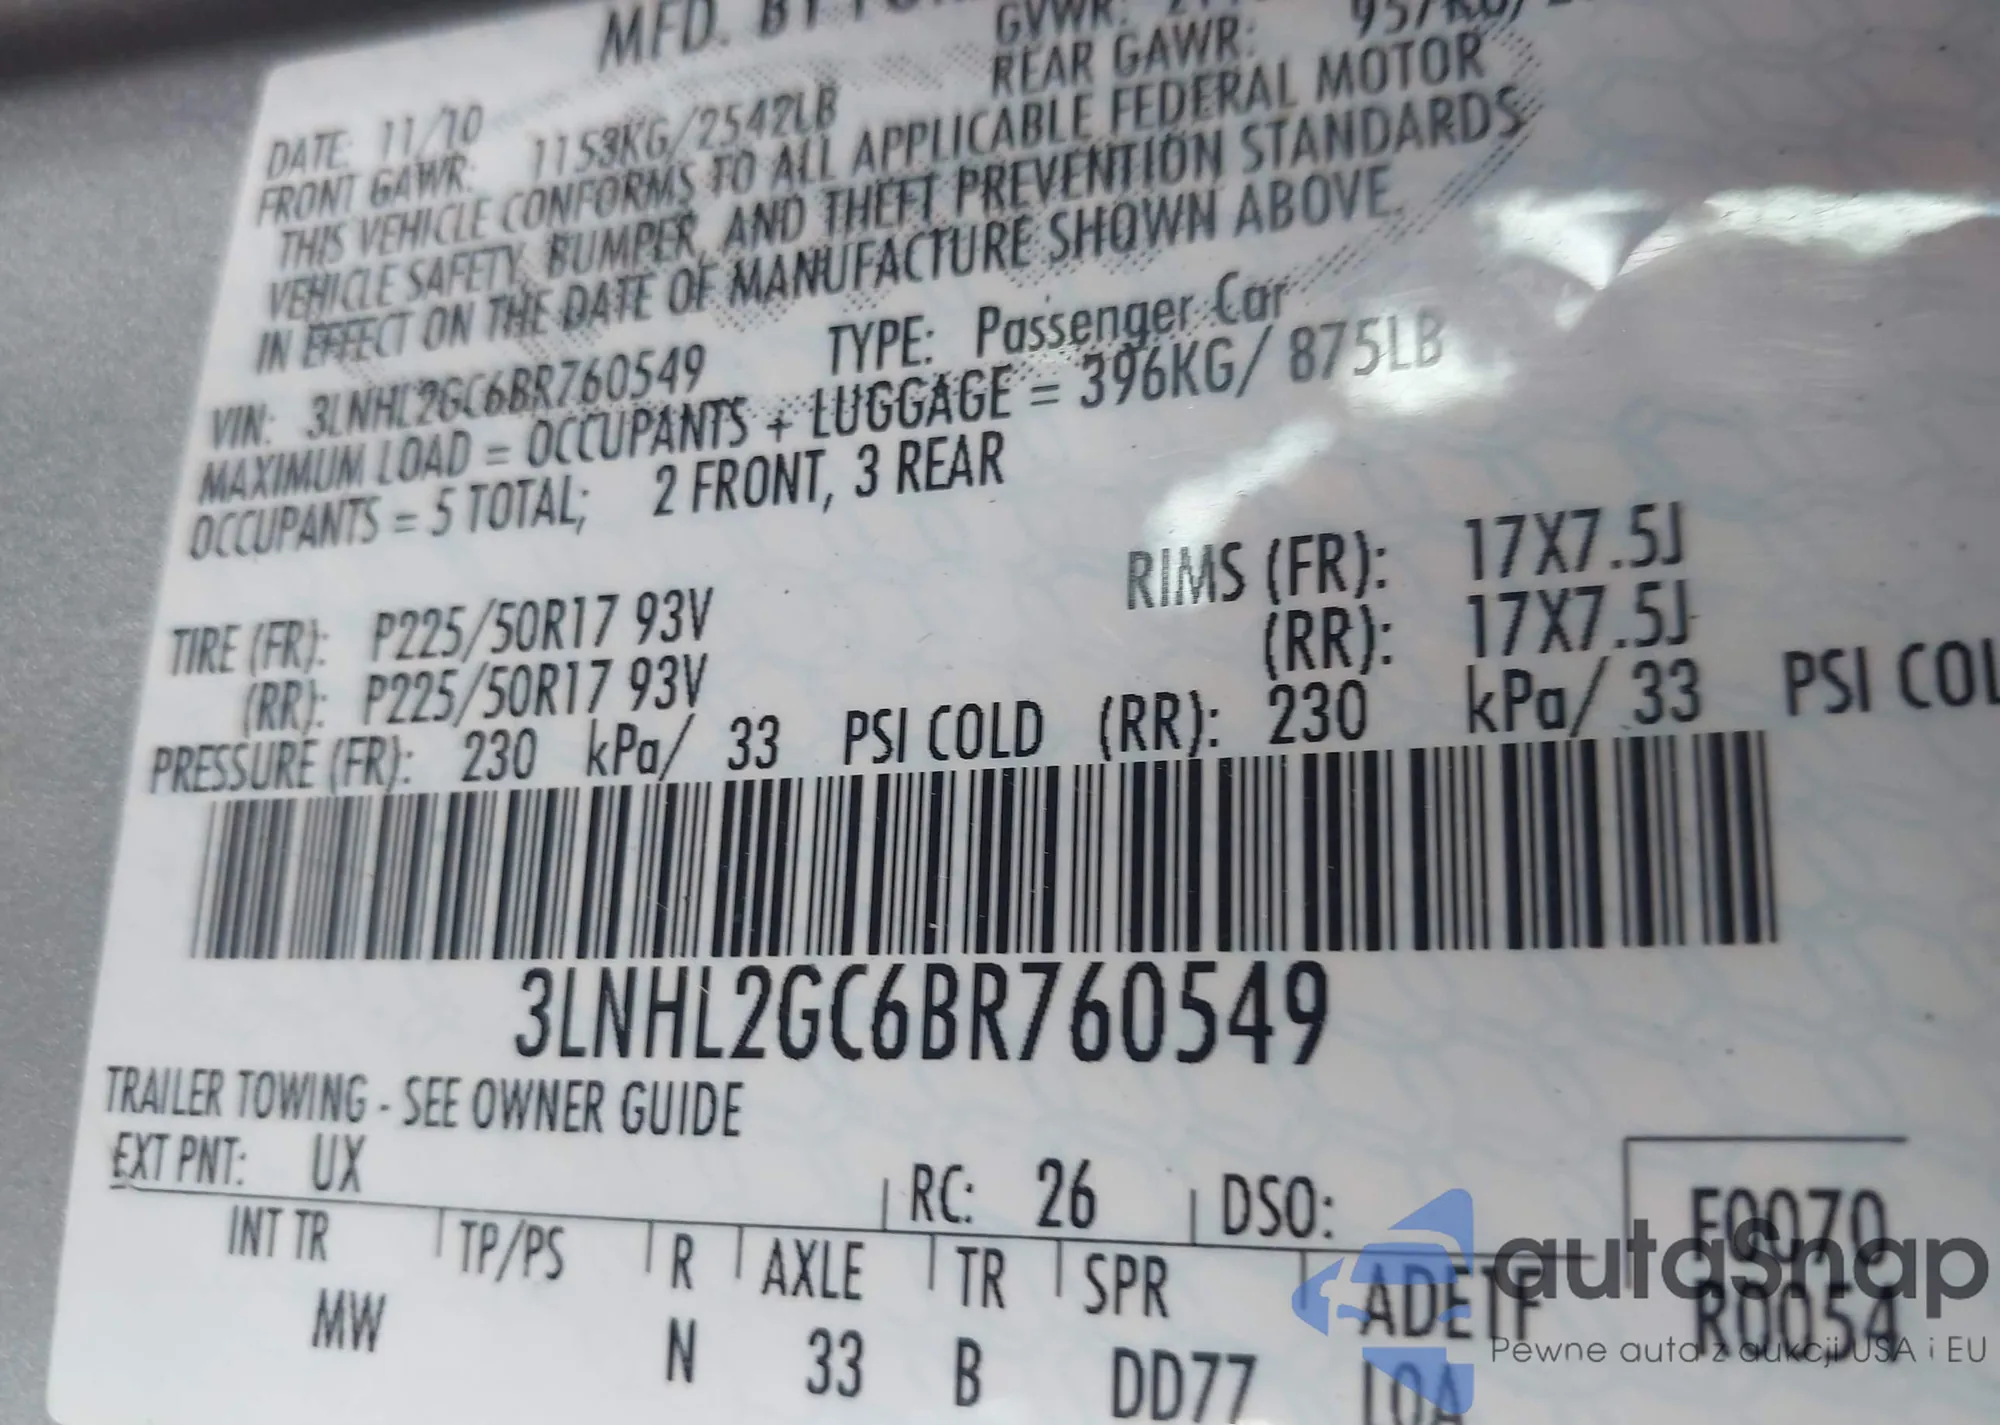 MFD. BY
GVWR:
DATE: 11/10
FRONT GAWR: 1153KG/2542LB REAR GAWR: 957KG/
THIS VEHICLE CONFORMS TO ALL APPLICABLE FEDERAL MOTOR
VEHICLE SAFETY, BUMPER, AND THEFT PREVENTION STANDARDS
IN EFFECT ON THE DATE OF MANUFACTURE SHOWN ABOVE.
VIN: 3LNHL2GC6BR760549 TYPE: Passenger Car
MAXIMUM LOAD = OCCUPANTS + LUGGAGE = 396KG/ 875LB
OCCUPANTS = 5 TOTAL; 2 FRONT, 3 REAR
TIRE (FR): P225/50R17 93V RIMS (FR): 17X7.5J
(RR): P225/50R17 93V (RR): 17X7.5J
PRESSURE (FR): 230 kPa/ 33 PSI COLD (RR): 230 kPa/ 33 PSI COL
3LNHL2GC6BR760549
TRAILER TOWING - SEE OWNER GUIDE
EXT PNT: UX RC: 26 DSO: F0070
INT TR TP/PS R AXLE TR SPR R0054
MW N 33 B DD77
autasnap
Pewne auta z aukcji USA i EU